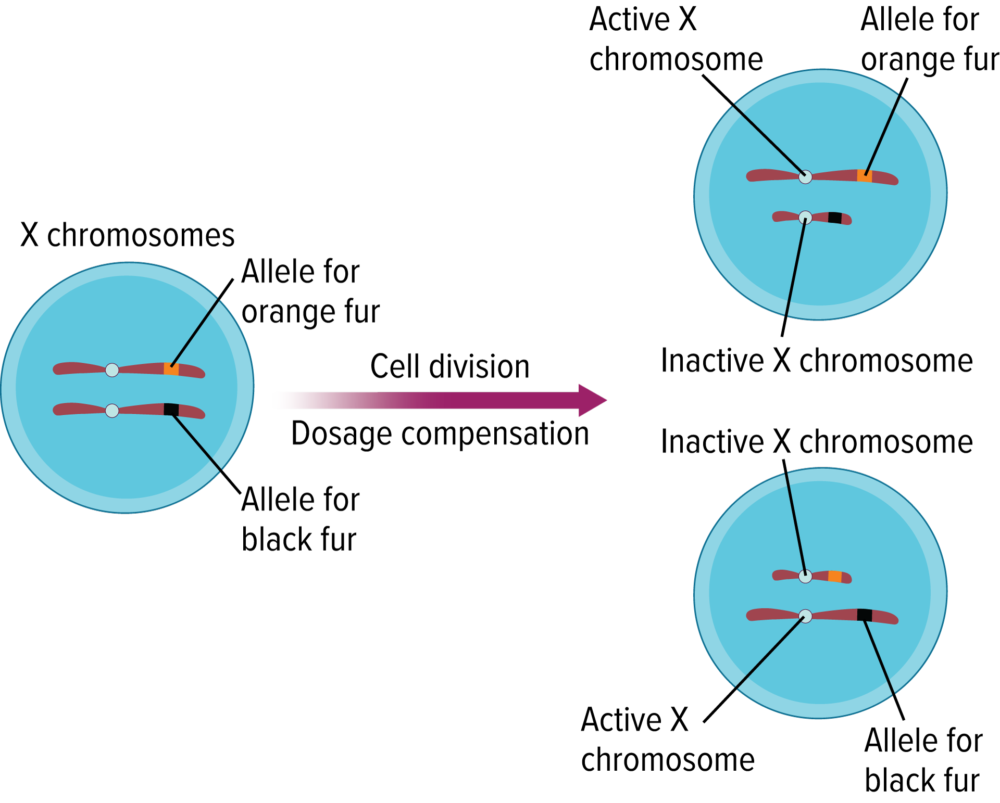 X chromosomes
Allele for
orange fur
Allele for
black fur
Cell division
Dosage compensation
Active X
chromosome
Allele for
orange fur
Inactive X chromosome
Inactive X chromosome
Active X
chromosome
Allele for
black fur